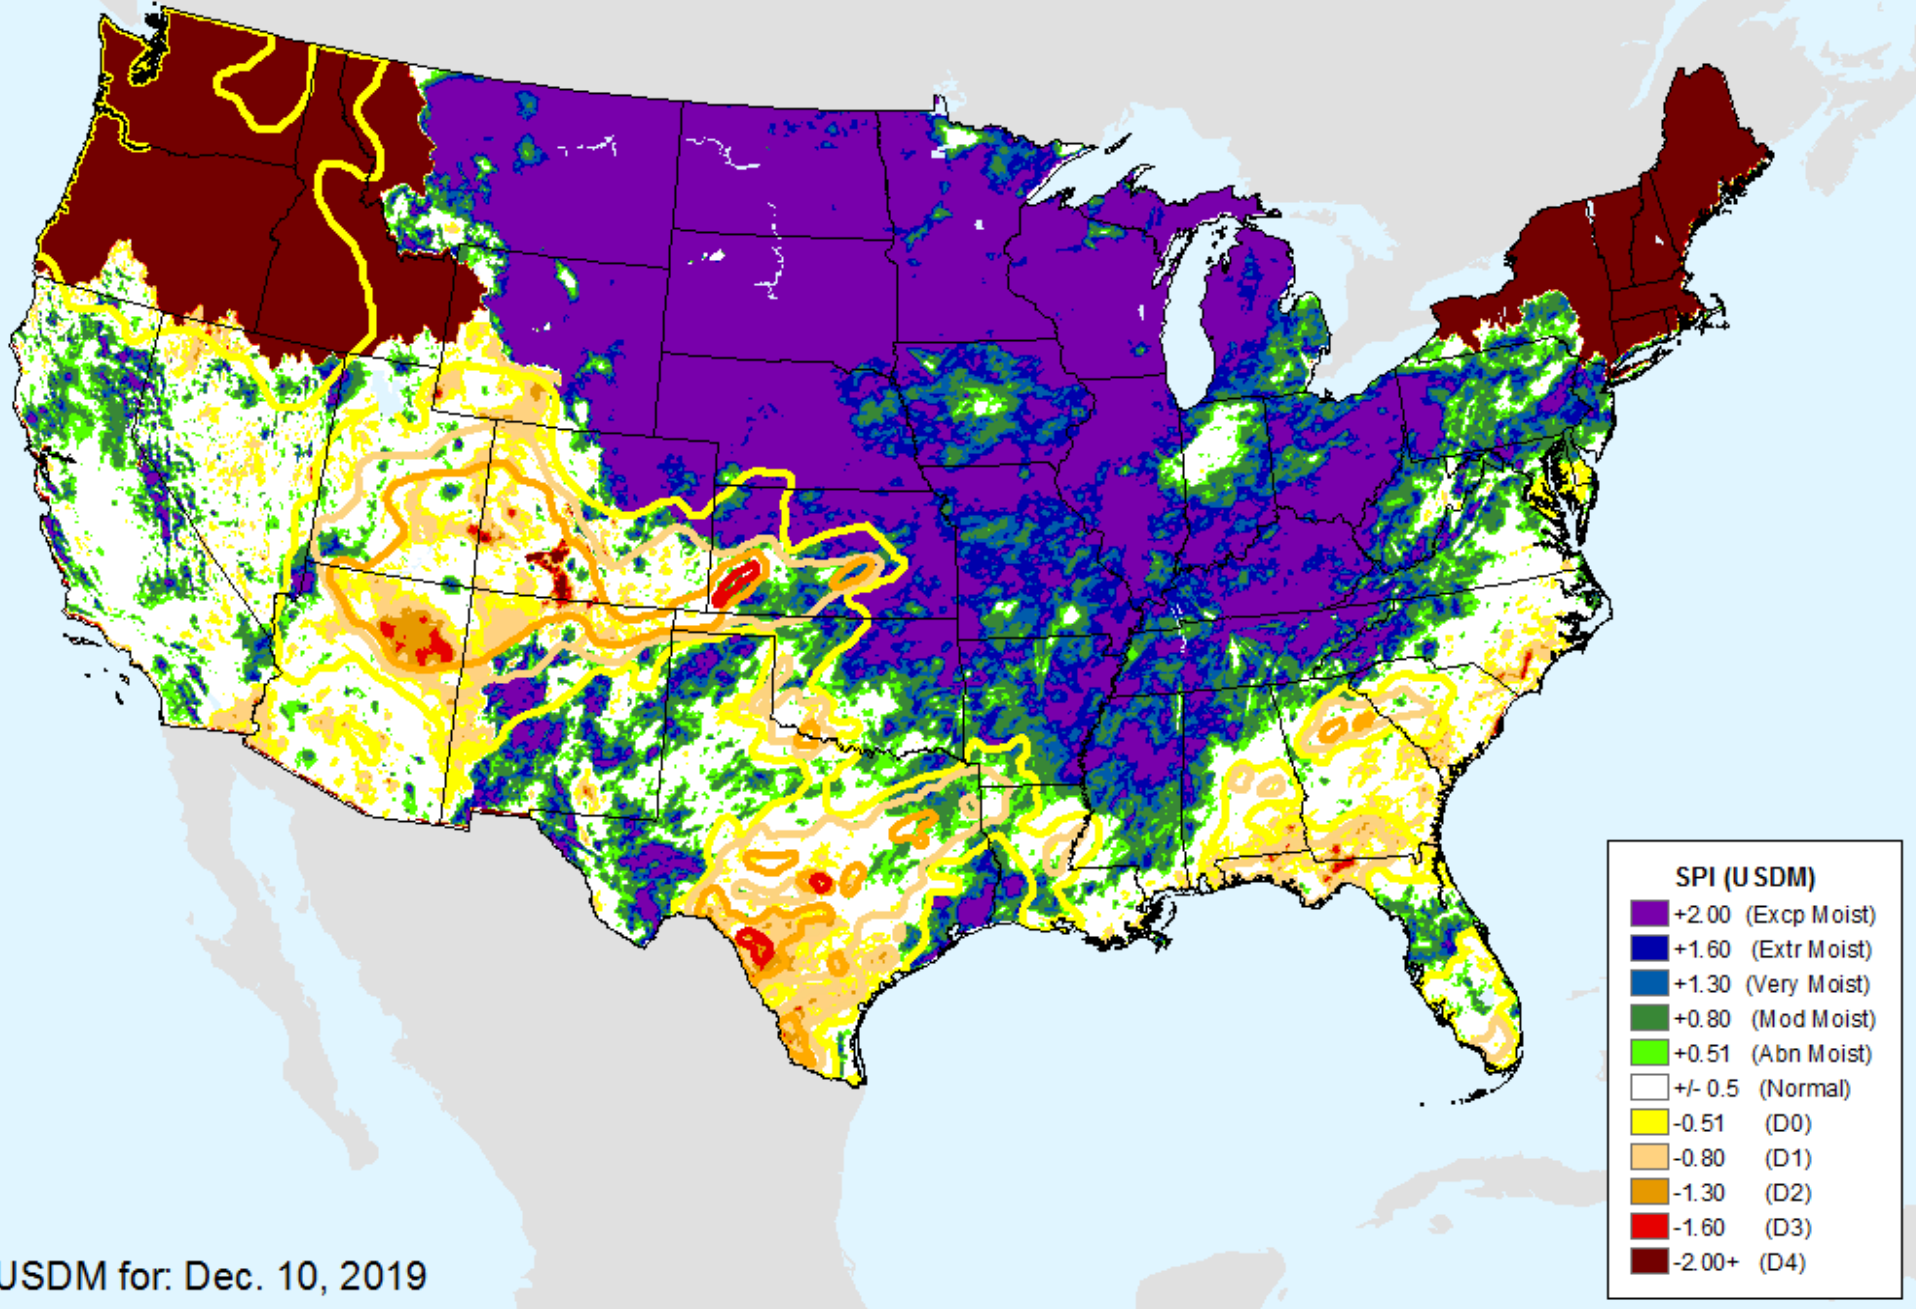 SPI (USDM)
+2.00 (Excp Moist)
+1.60 (Extr Moist)
+1.30 (Very Moist)
+0.80 (Mod Moist)
+0.51 (Abn Moist)
+/- 0.5 (Normal)
-0.51 (D0)
-0.80 (D1)
-1.30 (D2)
-1.60 (D3)
-2.00+ (D4)
USDM for: Dec. 10, 2019